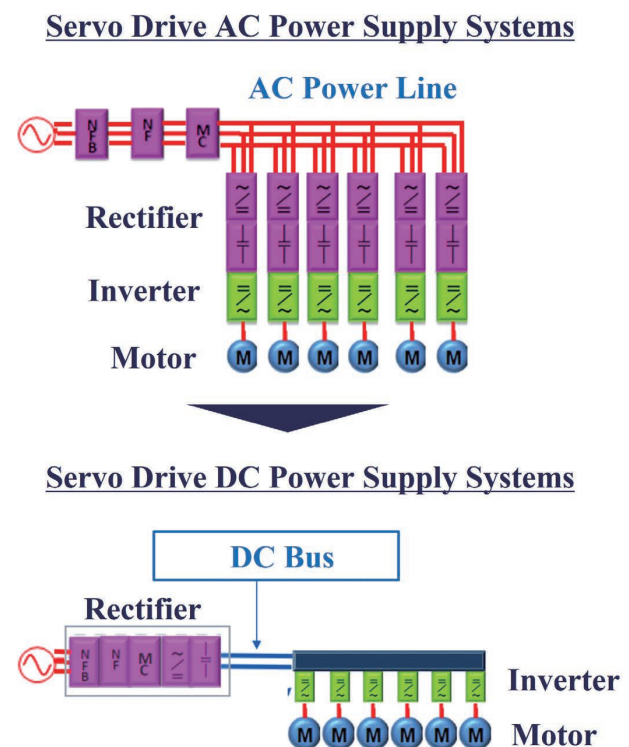 Servo Drive AC Power Supply Systems
AC Power Line
NFB NF MC
Rectifier
Inverter
Motor
M M M M M M
Servo Drive DC Power Supply Systems
DC Bus
Rectifier
NFB NF MC
Inverter
Motor
M M M M M M